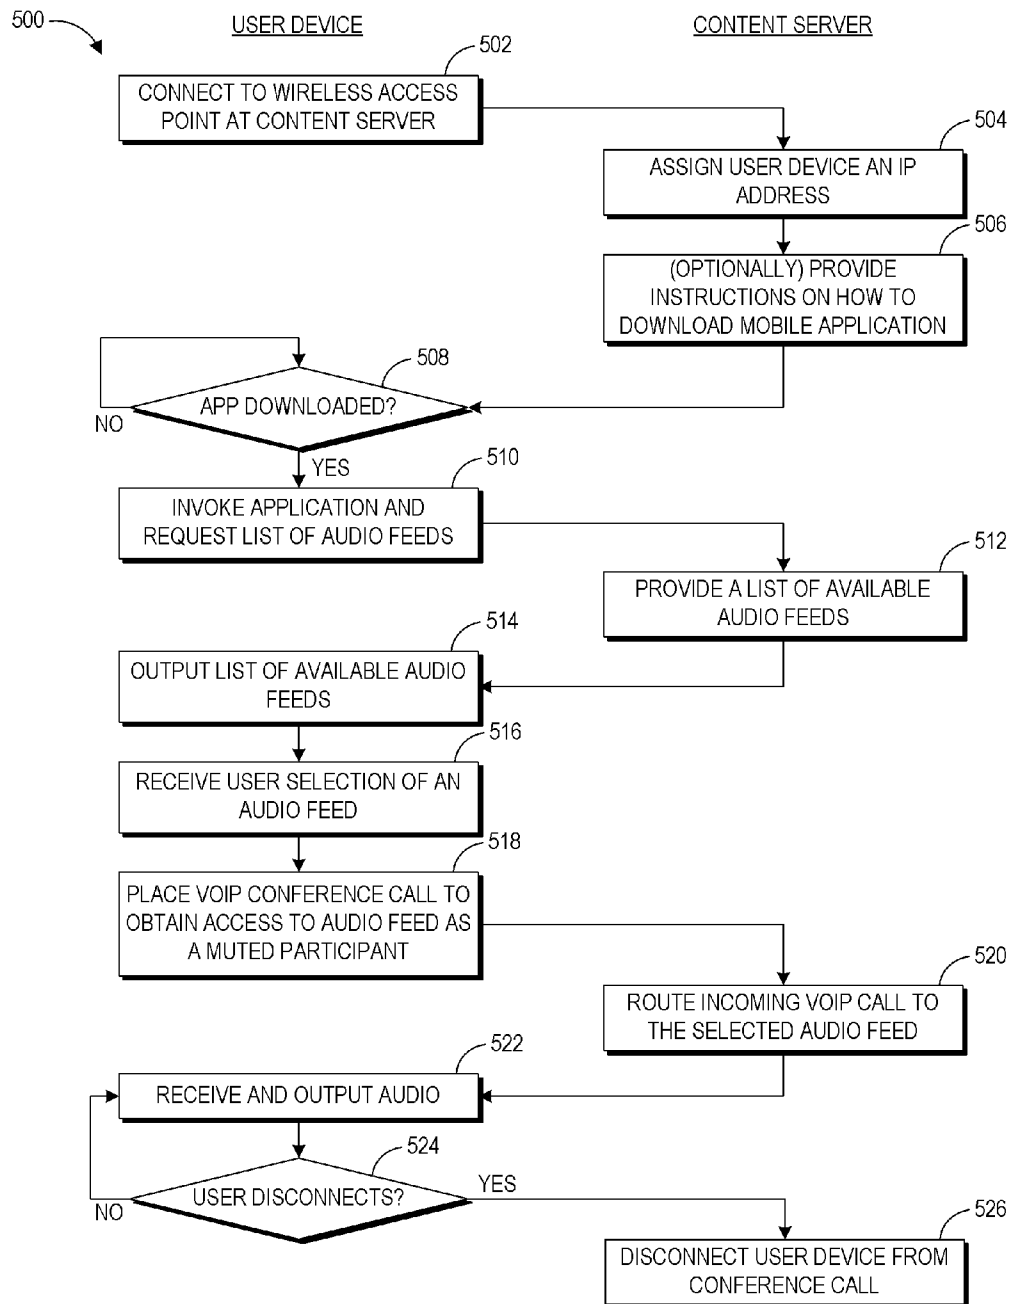 500
USER DEVICE
CONTENT SERVER
502
CONNECT TO WIRELESS ACCESS
POINT AT CONTENT SERVER
504
ASSIGN USER DEVICE AN IP
ADDRESS
506
(OPTIONALLY) PROVIDE
INSTRUCTIONS ON HOW TO
DOWNLOAD MOBILE APPLICATION
508
APP DOWNLOADED?
NO
YES
510
INVOKE APPLICATION AND
REQUEST LIST OF AUDIO FEEDS
512
PROVIDE A LIST OF AVAILABLE
AUDIO FEEDS
514
OUTPUT LIST OF AVAILABLE AUDIO
FEEDS
516
RECEIVE USER SELECTION OF AN
AUDIO FEED
518
PLACE VOIP CONFERENCE CALL TO
OBTAIN ACCESS TO AUDIO FEED AS
A MUTED PARTICIPANT
520
ROUTE INCOMING VOIP CALL TO
THE SELECTED AUDIO FEED
522
RECEIVE AND OUTPUT AUDIO
524
USER DISCONNECTS?
NO
YES
526
DISCONNECT USER DEVICE FROM
CONFERENCE CALL